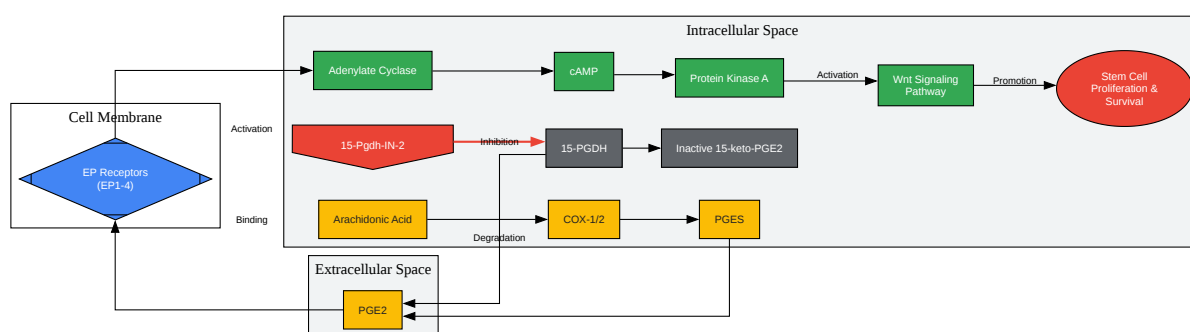 Intracellular Space
Adenylate Cyclase
cAMP
Protein Kinase A
Activation
Wnt Signaling
Pathway
Promotion
Stem Cell
Proliferation &
Survival
Cell Membrane
Activation
EP Receptors
(EP1-4)
Binding
15-Pgdh-IN-2
Inhibition
15-PGDH
Inactive 15-keto-PGE2
Arachidonic Acid
COX-1/2
PGES
Degradation
Extracellular Space
PGE2